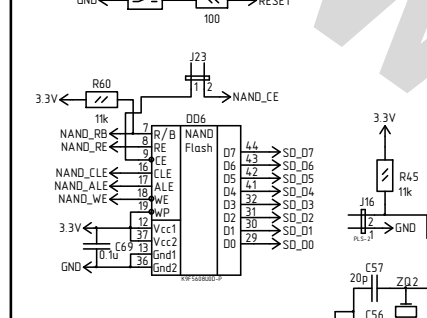 GND
RESET
100
J23
1 2
NAND_CE
R60
3.3V
11k
DD6
NAND_RB 7 R/B NAND
NAND_RE 8 RE Flash
9 CE
NAND_CLE 16 CLE
NAND_ALE 17 ALE
NAND_WE 18 WE
19 WP
3.3V 12 Vcc1
37 Vcc2
C69 13 Gnd1
0.1u
GND 36 Gnd2
D7 44 SD_D7
D6 43 SD_D6
D5 42 SD_D5
D4 41 SD_D4
D3 32 SD_D3
D2 31 SD_D2
D1 30 SD_D1
D0 29 SD_D0
K9F5608U0D-P
3.3V
R45
11k
J16
2 GND
1
PLS-2
C57
20p
ZQ2
C56